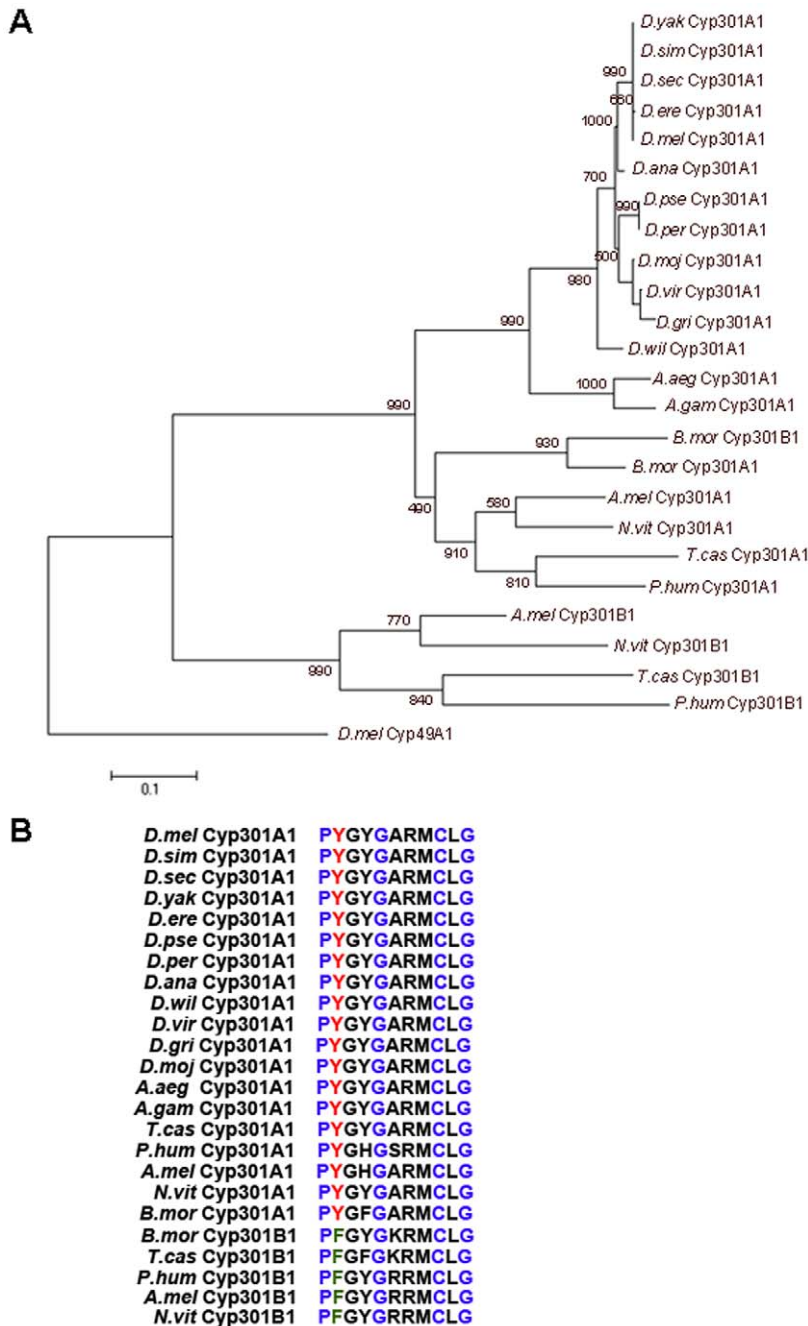 A
D.yak Cyp301A1
D.sim Cyp301A1
990
D.sec Cyp301A1
660
D.ere Cyp301A1
1000
D.mel Cyp301A1
D.ana Cyp301A1
700
D.pse Cyp301A1
990
D.per Cyp301A1
500
D.moj Cyp301A1
980
D.vir Cyp301A1
D.gri Cyp301A1
990
D.wil Cyp301A1
A.aeg Cyp301A1
1000
A.gam Cyp301A1
990
B.mor Cyp301B1
930
B.mor Cyp301A1
490
A.mel Cyp301A1
580
N.vit Cyp301A1
910
T.cas Cyp301A1
810
P.hum Cyp301A1
A.mel Cyp301B1
770
N.vit Cyp301B1
990
T.cas Cyp301B1
840
P.hum Cyp301B1
D.mel Cyp49A1
0.1
B
D.mel Cyp301A1 PYGYGARMCLG
D.sim Cyp301A1 PYGYGARMCLG
D.sec Cyp301A1 PYGYGARMCLG
D.yak Cyp301A1 PYGYGARMCLG
D.ere Cyp301A1 PYGYGARMCLG
D.pse Cyp301A1 PYGYGARMCLG
D.per Cyp301A1 PYGYGARMCLG
D.ana Cyp301A1 PYGYGARMCLG
D.wil Cyp301A1 PYGYGARMCLG
D.vir Cyp301A1 PYGYGARMCLG
D.gri Cyp301A1 PYGYGARMCLG
D.moj Cyp301A1 PYGYGARMCLG
A.aeg Cyp301A1 PYGYGARMCLG
A.gam Cyp301A1 PYGYGARMCLG
T.cas Cyp301A1 PYGYGARMCLG
P.hum Cyp301A1 PYGHGSRMCLG
A.mel Cyp301A1 PYGHGARMCLG
N.vit Cyp301A1 PYGYGARMCLG
B.mor Cyp301A1 PYGFGARMCLG
B.mor Cyp301B1 PFGYGKRMCLG
T.cas Cyp301B1 PFGFGKRMCLG
P.hum Cyp301B1 PFGYGRRMCLG
A.mel Cyp301B1 PFGYGRRMCLG
N.vit Cyp301B1 PFGYGRRMCLG